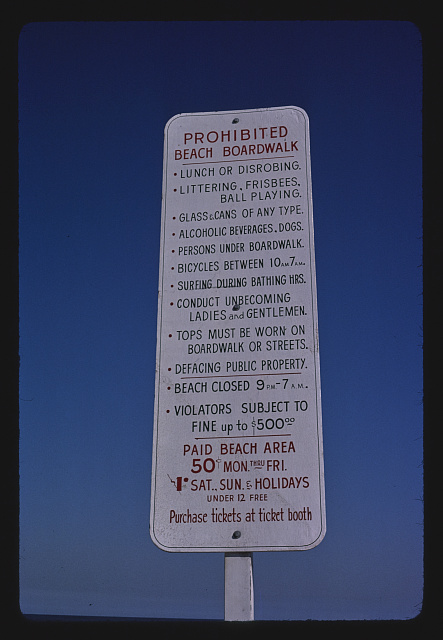 PROHIBITED
BEACH BOARDWALK
• LUNCH OR DISROBING.
• LITTERING, FRISBEES,
BALL PLAYING.
• GLASS & CANS OF ANY TYPE.
• ALCOHOLIC BEVERAGES, DOGS.
• PERSONS UNDER BOARDWALK.
• BICYCLES BETWEEN 10AM 7AM.
• SURFING DURING BATHING HRS.
• CONDUCT UNBECOMING
LADIES and GENTLEMEN.
• TOPS MUST BE WORN ON
BOARDWALK OR STREETS.
• DEFACING PUBLIC PROPERTY.
• BEACH CLOSED 9 P.M.-7 A.M.
• VIOLATORS SUBJECT TO
FINE up to $500.00
PAID BEACH AREA
50¢ MON. THRU FRI.
$1. SAT., SUN. & HOLIDAYS
UNDER 12 FREE
Purchase tickets at ticket booth